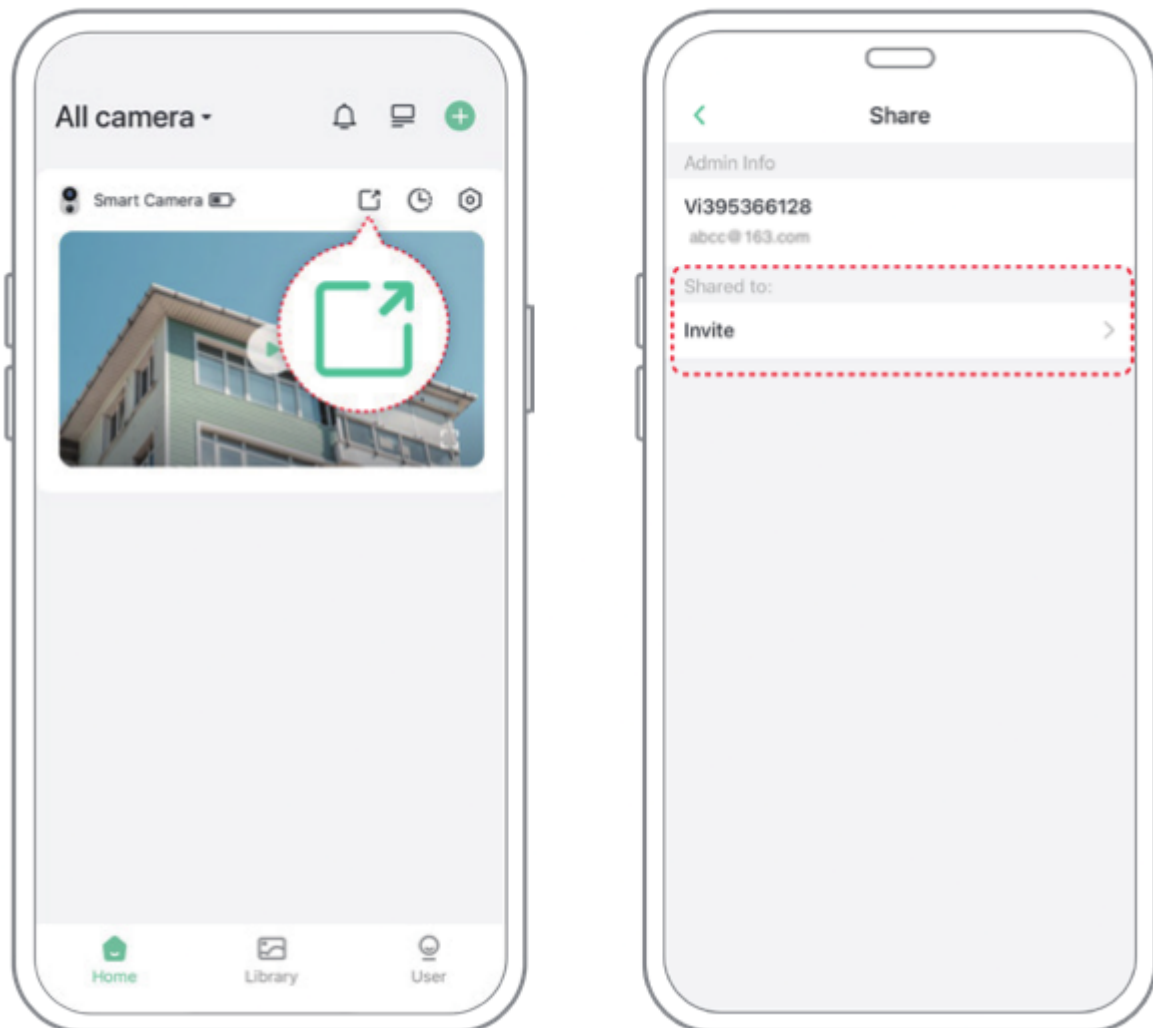 All camera
Smart Camera
Home
Library
User
Share
Admin Info
Vi395366128
abcc@163.com
Shared to:
Invite